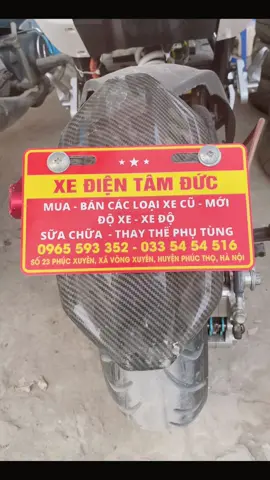 XE ĐIỆN TÂM ĐỨC
MUA - BÁN CÁC LOẠI XE CŨ - MỚI
ĐỘ XE - XE ĐỘ
SỮA CHỮA - THAY THẾ PHỤ TÙNG
0965 593 352 - 033 54 54 516
SỐ 23 PHÚC XUYÊN, XÃ VÕNG XUYÊN, HUYỆN PHÚC THỌ, HÀ NỘI